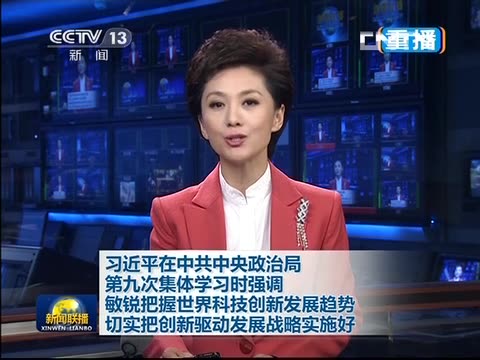 CCTV 13
新闻
重播
习近平在中共中央政治局
第九次集体学习时强调
敏锐把握世界科技创新发展趋势
切实把创新驱动发展战略实施好
新闻联播
XINWEN LIANBO